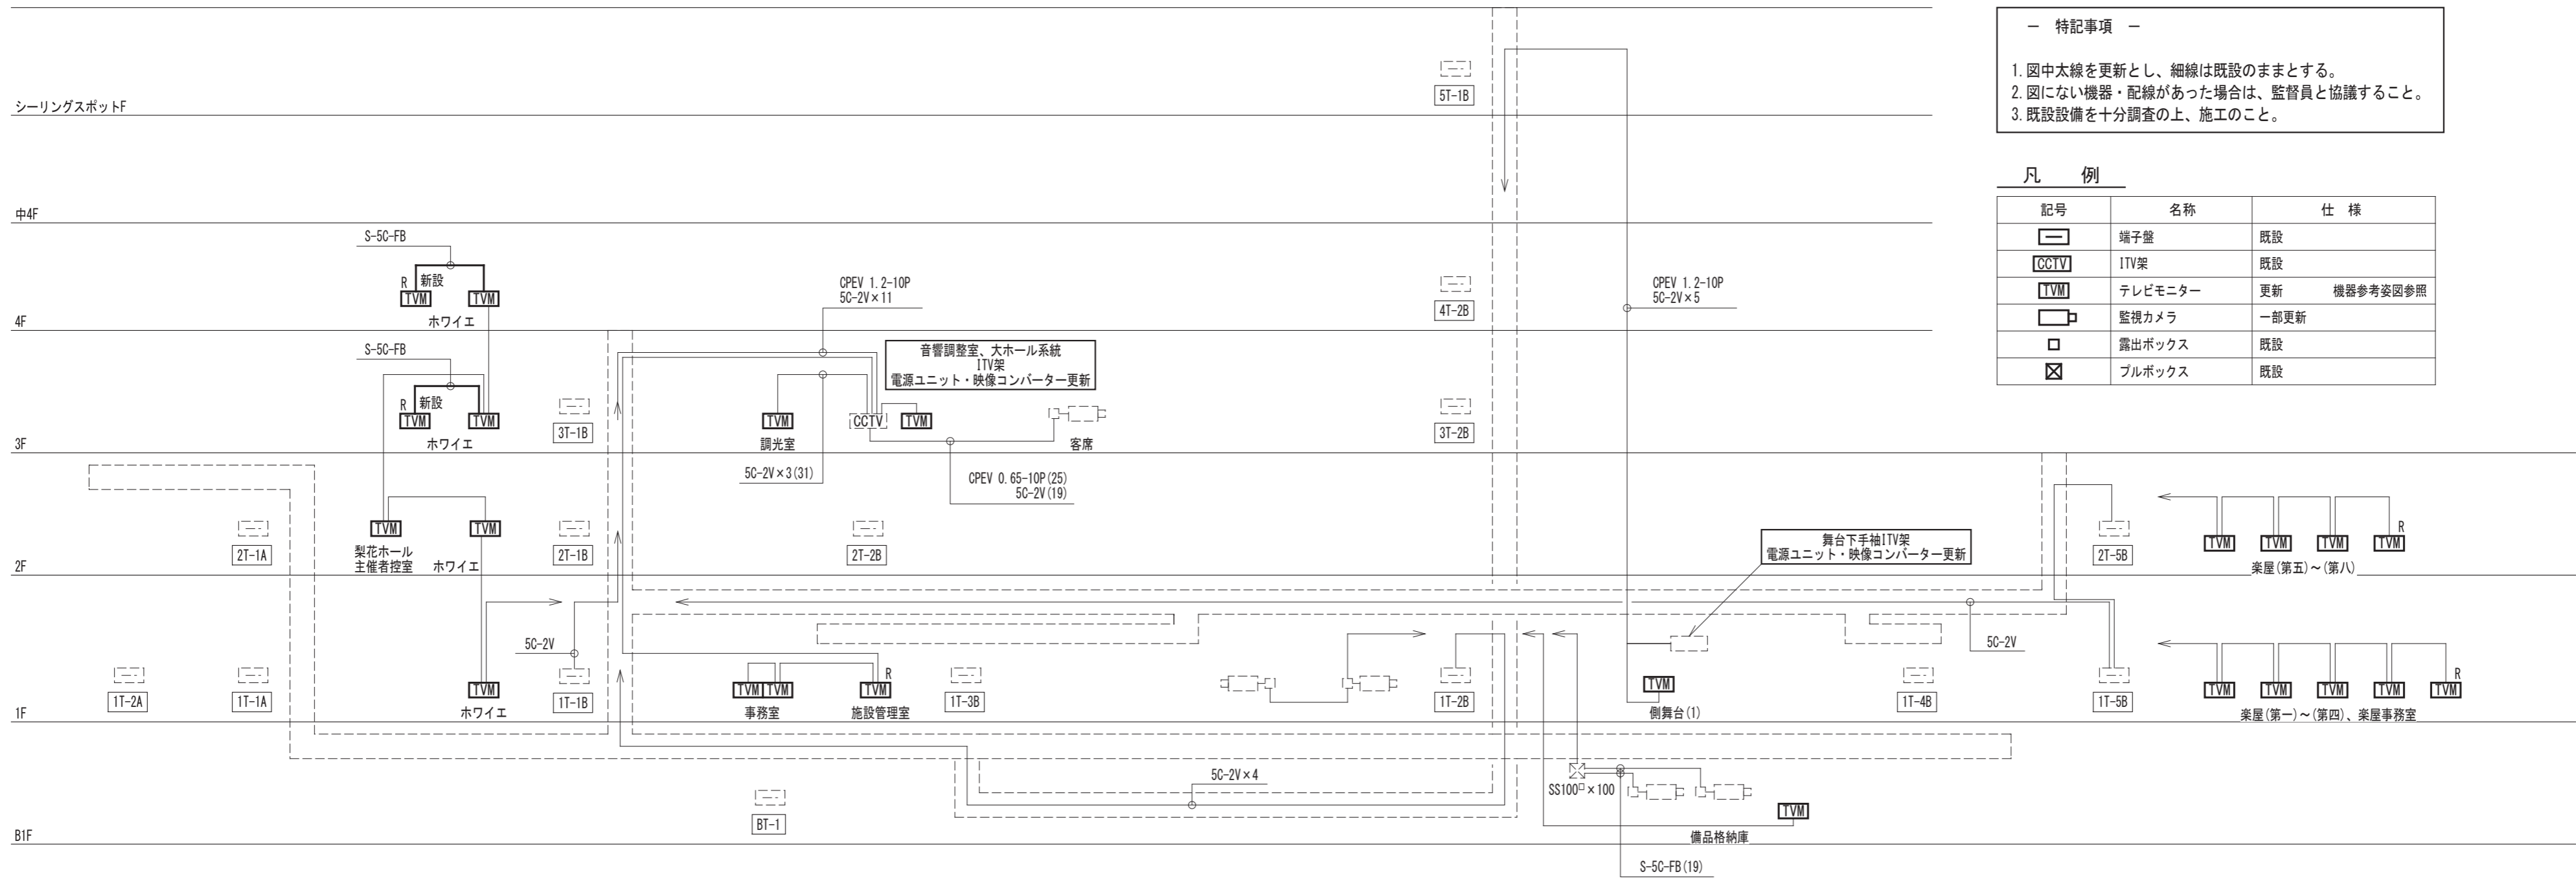 シーリングスポットF
5T-1B
中4F
S-5C-FB
R 新設
TVM TVM
ホワイエ
CPEV 1.2-10P
5C-2V×11
4T-2B
CPEV 1.2-10P
5C-2V×5
4F
S-5C-FB
R 新設
TVM TVM
ホワイエ
3T-1B
音響調整室、大ホール系統
ITV架
電源ユニット・映像コンバーター更新
TVM
調光室
CCTV
TVM
客席
3T-2B
3F
5C-2V×3(31)
CPEV 0.65-10P(25)
5C-2V(19)
2T-1A
TVM
梨花ホール
主催者控室
TVM
ホワイエ
2T-1B
2T-2B
舞台下手袖ITV架
電源ユニット・映像コンバーター更新
2T-5B
R
TVM TVM TVM TVM
楽屋(第五)～(第八)
2F
5C-2V
5C-2V
1T-2A
1T-1A
TVM
ホワイエ
1T-1B
TVM TVM
事務室
R
TVM
施設管理室
1T-3B
1T-2B
TVM
側舞台(1)
1T-4B
1T-5B
R
TVM TVM TVM TVM TVM
楽屋(第一)～(第四)、楽屋事務室
1F
5C-2V×4
SS100□×100
BT-1
TVM
備品格納庫
B1F
S-5C-FB(19)
－ 特記事項 －
1.図中太線を更新とし、細線は既設のままとする。
2.図にない機器・配線があった場合は、監督員と協議すること。
3.既設設備を十分調査の上、施工のこと。
凡 例
記号 名称 仕 様
端子盤 既設
CCTV ITV架 既設
TVM テレビモニター 更新 機器参考姿図参照
監視カメラ 一部更新
露出ボックス 既設
プルボックス 既設